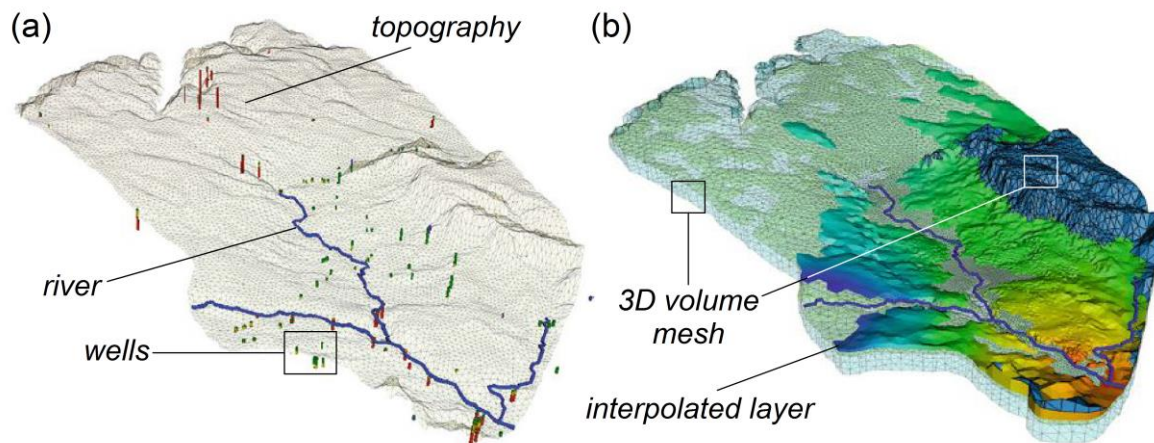 (a)
topography
river
wells
(b)
3D volume
mesh
interpolated layer